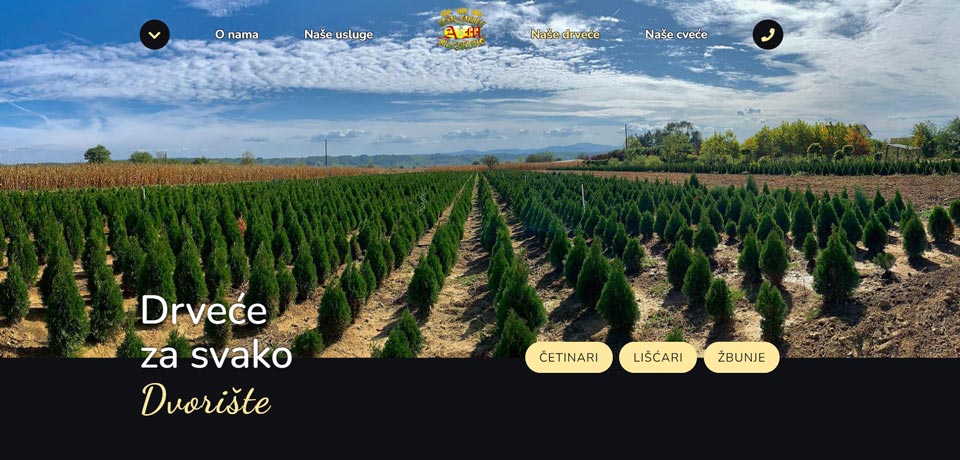 O nama
Naše usluge
Naše drveće
Naše cveće
Drveće
za svako
Dvorište
ČETINARI
LIŠĆARI
ŽBUNJE